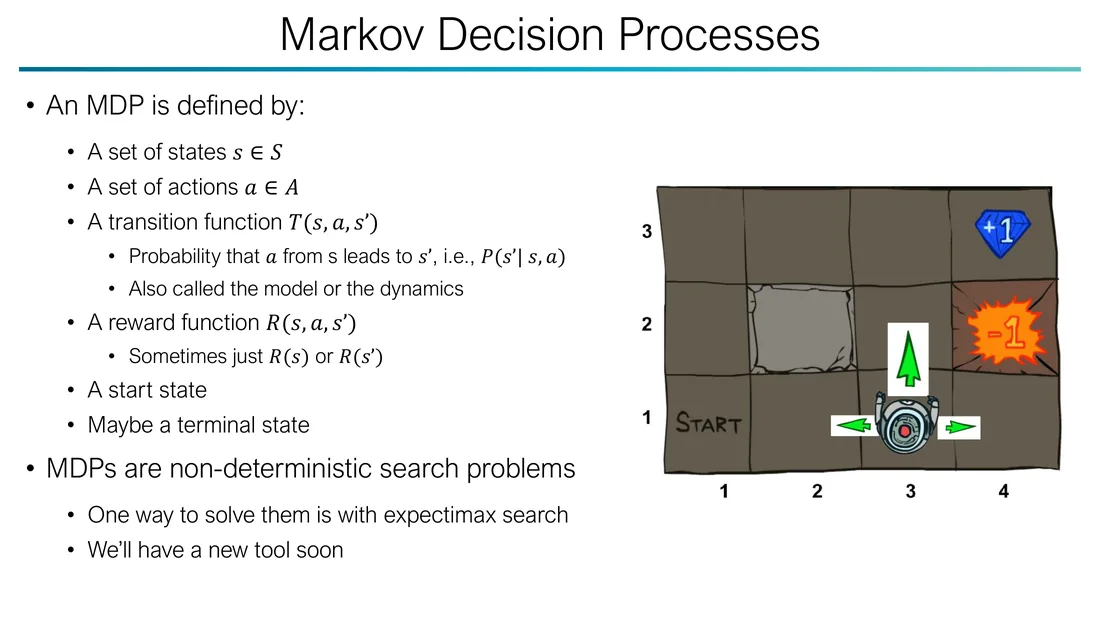 Markov Decision Processes
• An MDP is defined by:
• A set of states s ∈ S
• A set of actions a ∈ A
• A transition function T(s, a, s’)
• Probability that a from s leads to s’, i.e., P(s’| s, a)
• Also called the model or the dynamics
• A reward function R(s, a, s’)
• Sometimes just R(s) or R(s’)
• A start state
• Maybe a terminal state
• MDPs are non-deterministic search problems
• One way to solve them is with expectimax search
• We’ll have a new tool soon
3
+1
2
-1
1
START
1 2 3 4